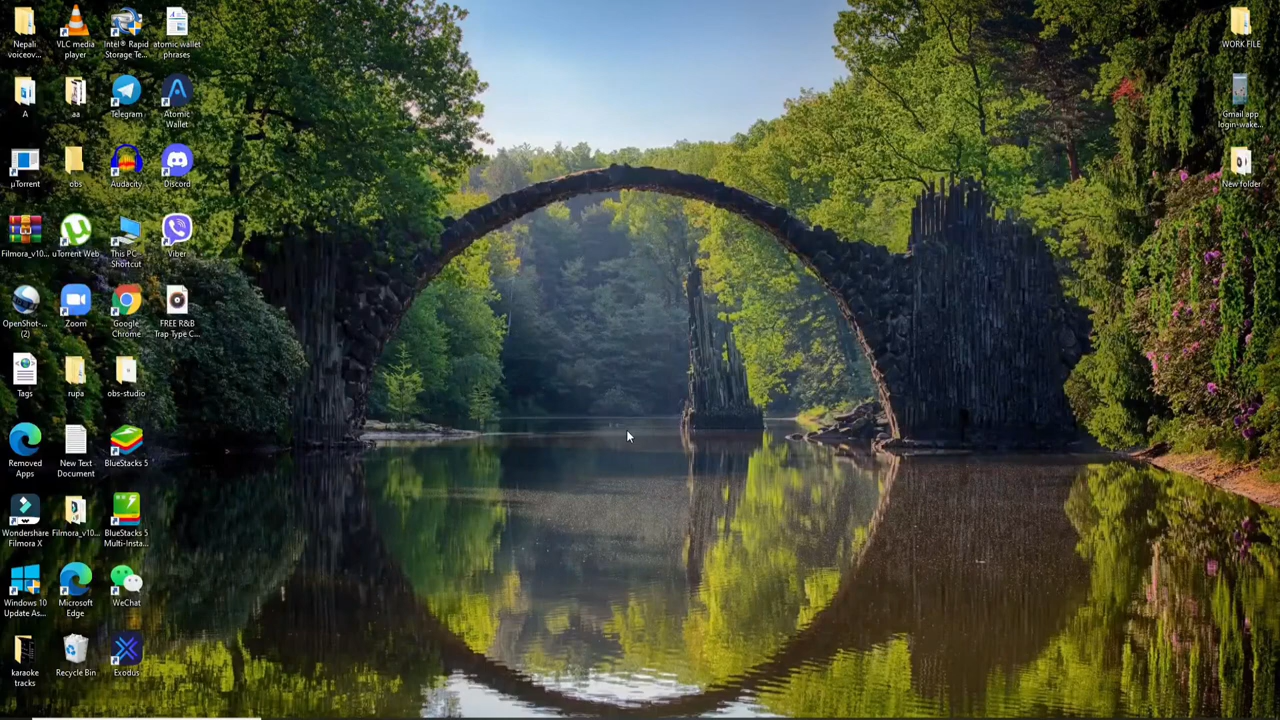 Nepali
voiceov...
VLC media
player
Intel® Rapid
Storage Te...
atomic wallet
phrases
A
aa
Telegram
Atomic
Wallet
µTorrent
obs
Audacity
Discord
Filmora_v10...
uTorrent Web
This PC -
Shortcut
Viber
OpenShot-...
(2)
Zoom
Google
Chrome
FREE R&B
Trap Type C...
Tags
rupa
obs-studio
Removed
Apps
New Text
Document
BlueStacks 5
Wondershare
Filmora X
Filmora_v10...
BlueStacks 5
Multi-Insta...
Windows 10
Update As...
Microsoft
Edge
WeChat
karaoke
tracks
Recycle Bin
Exodus
WORK FILE
Gmail app
login-wake...
New folder